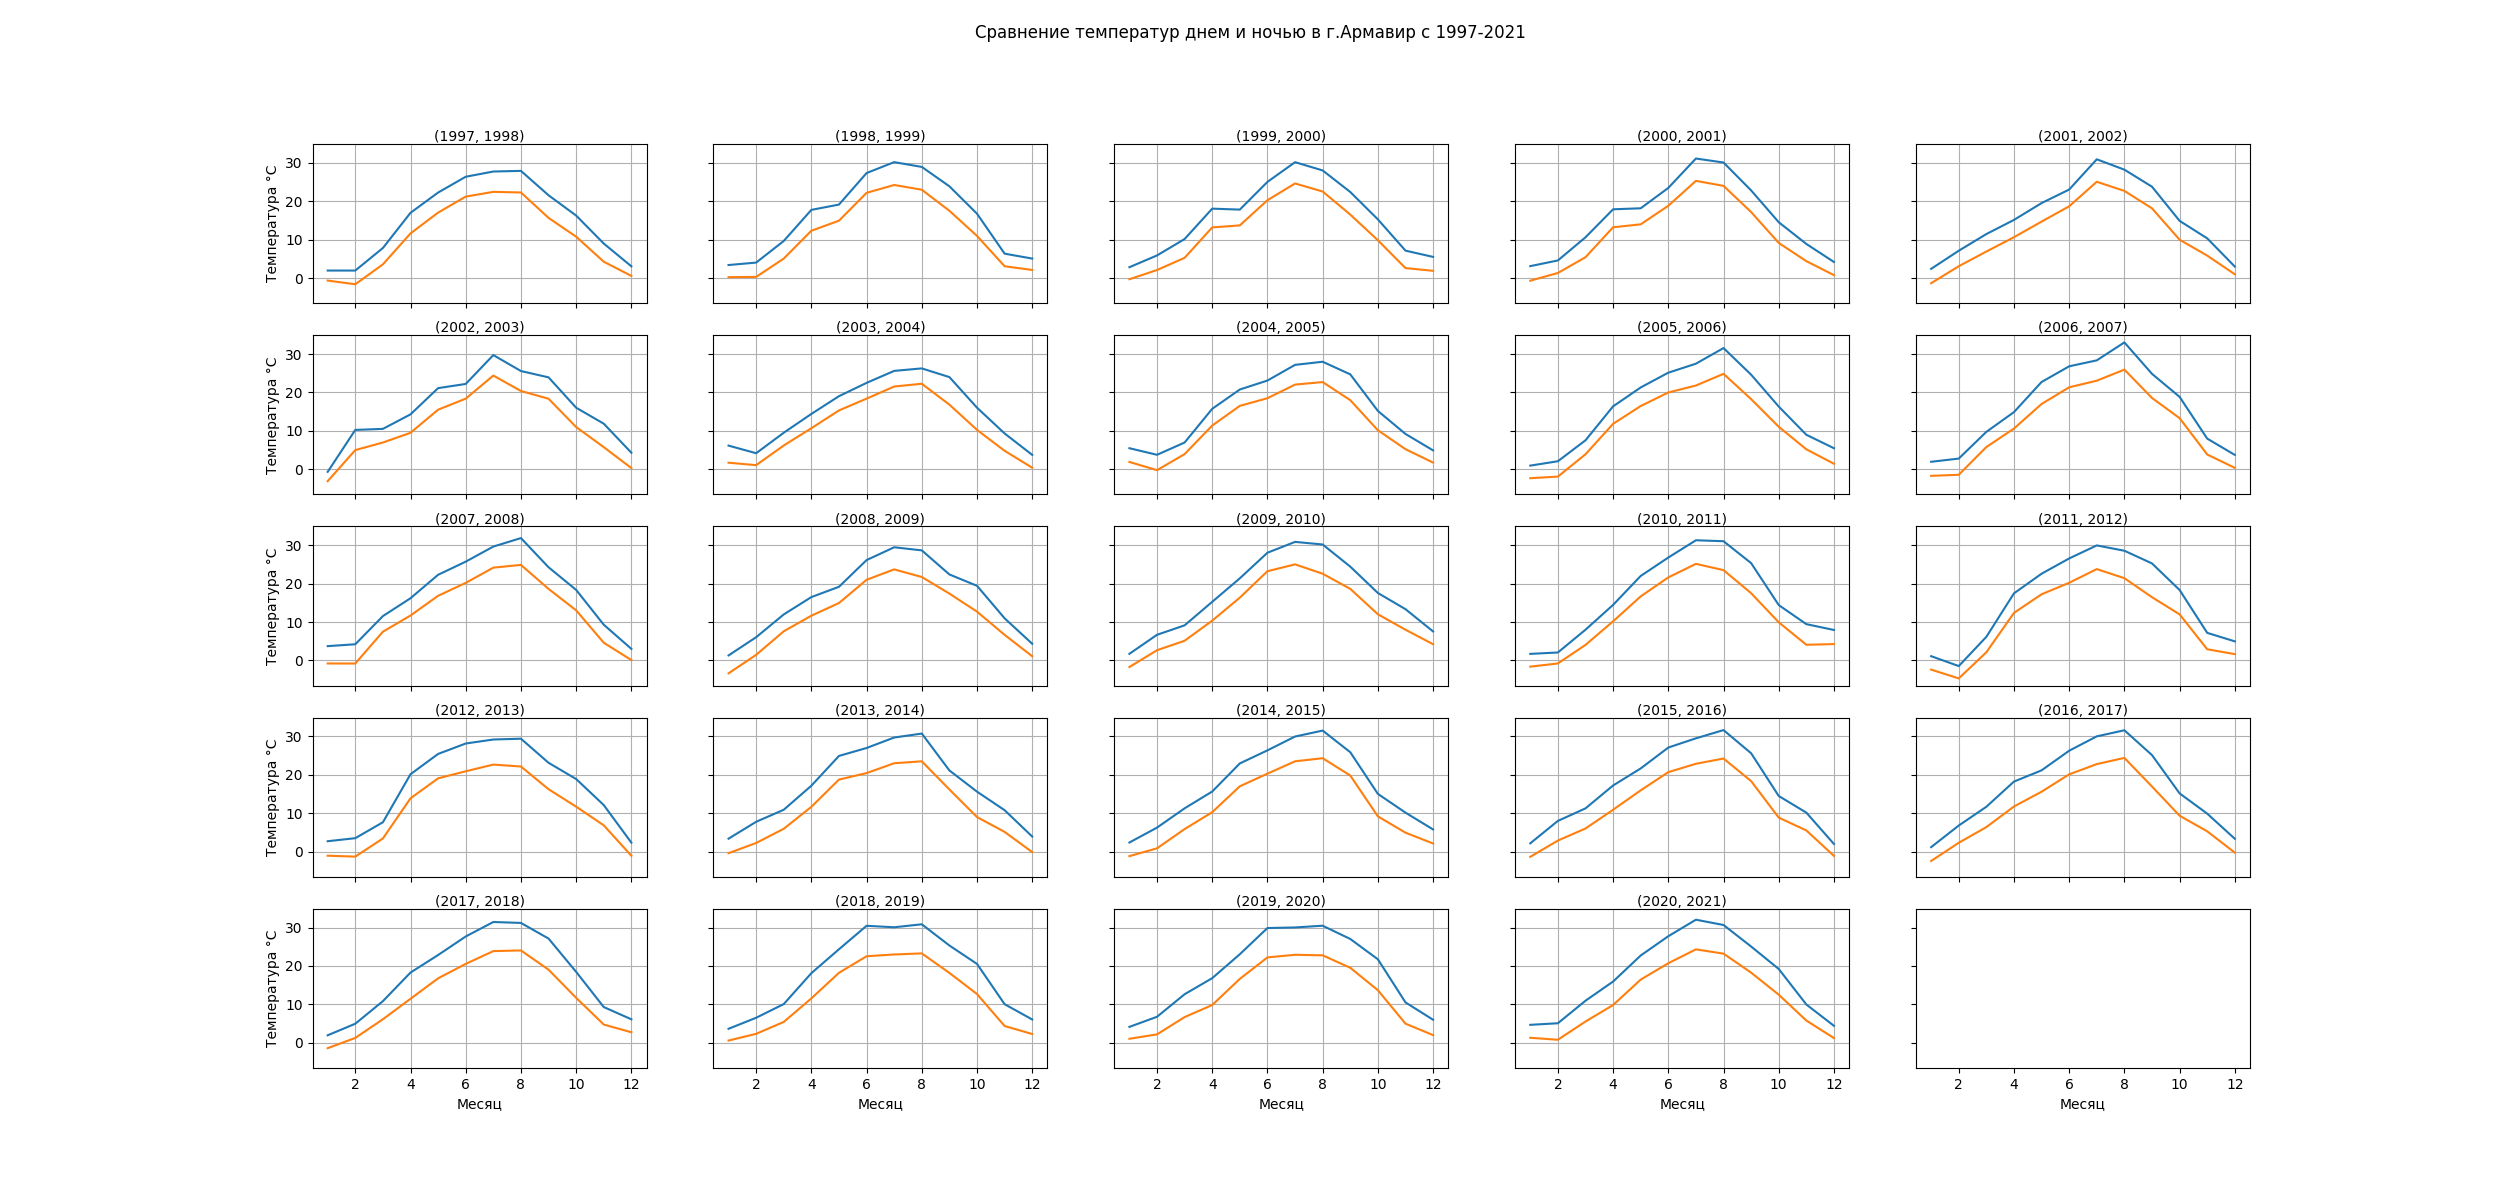 Сравнение температур днем и ночью в г.Армавир с 1997-2021
(1997, 1998) (1998, 1999) (1999, 2000) (2000, 2001) (2001, 2002)
Температура °C
30
20
10
0
(2002, 2003) (2003, 2004) (2004, 2005) (2005, 2006) (2006, 2007)
Температура °C
30
20
10
0
(2007, 2008) (2008, 2009) (2009, 2010) (2010, 2011) (2011, 2012)
Температура °C
30
20
10
0
(2012, 2013) (2013, 2014) (2014, 2015) (2015, 2016) (2016, 2017)
Температура °C
30
20
10
0
(2017, 2018) (2018, 2019) (2019, 2020) (2020, 2021)
Температура °C
30
20
10
0
2 4 6 8 10 12 2 4 6 8 10 12 2 4 6 8 10 12 2 4 6 8 10 12 2 4 6 8 10 12
Месяц Месяц Месяц Месяц Месяц